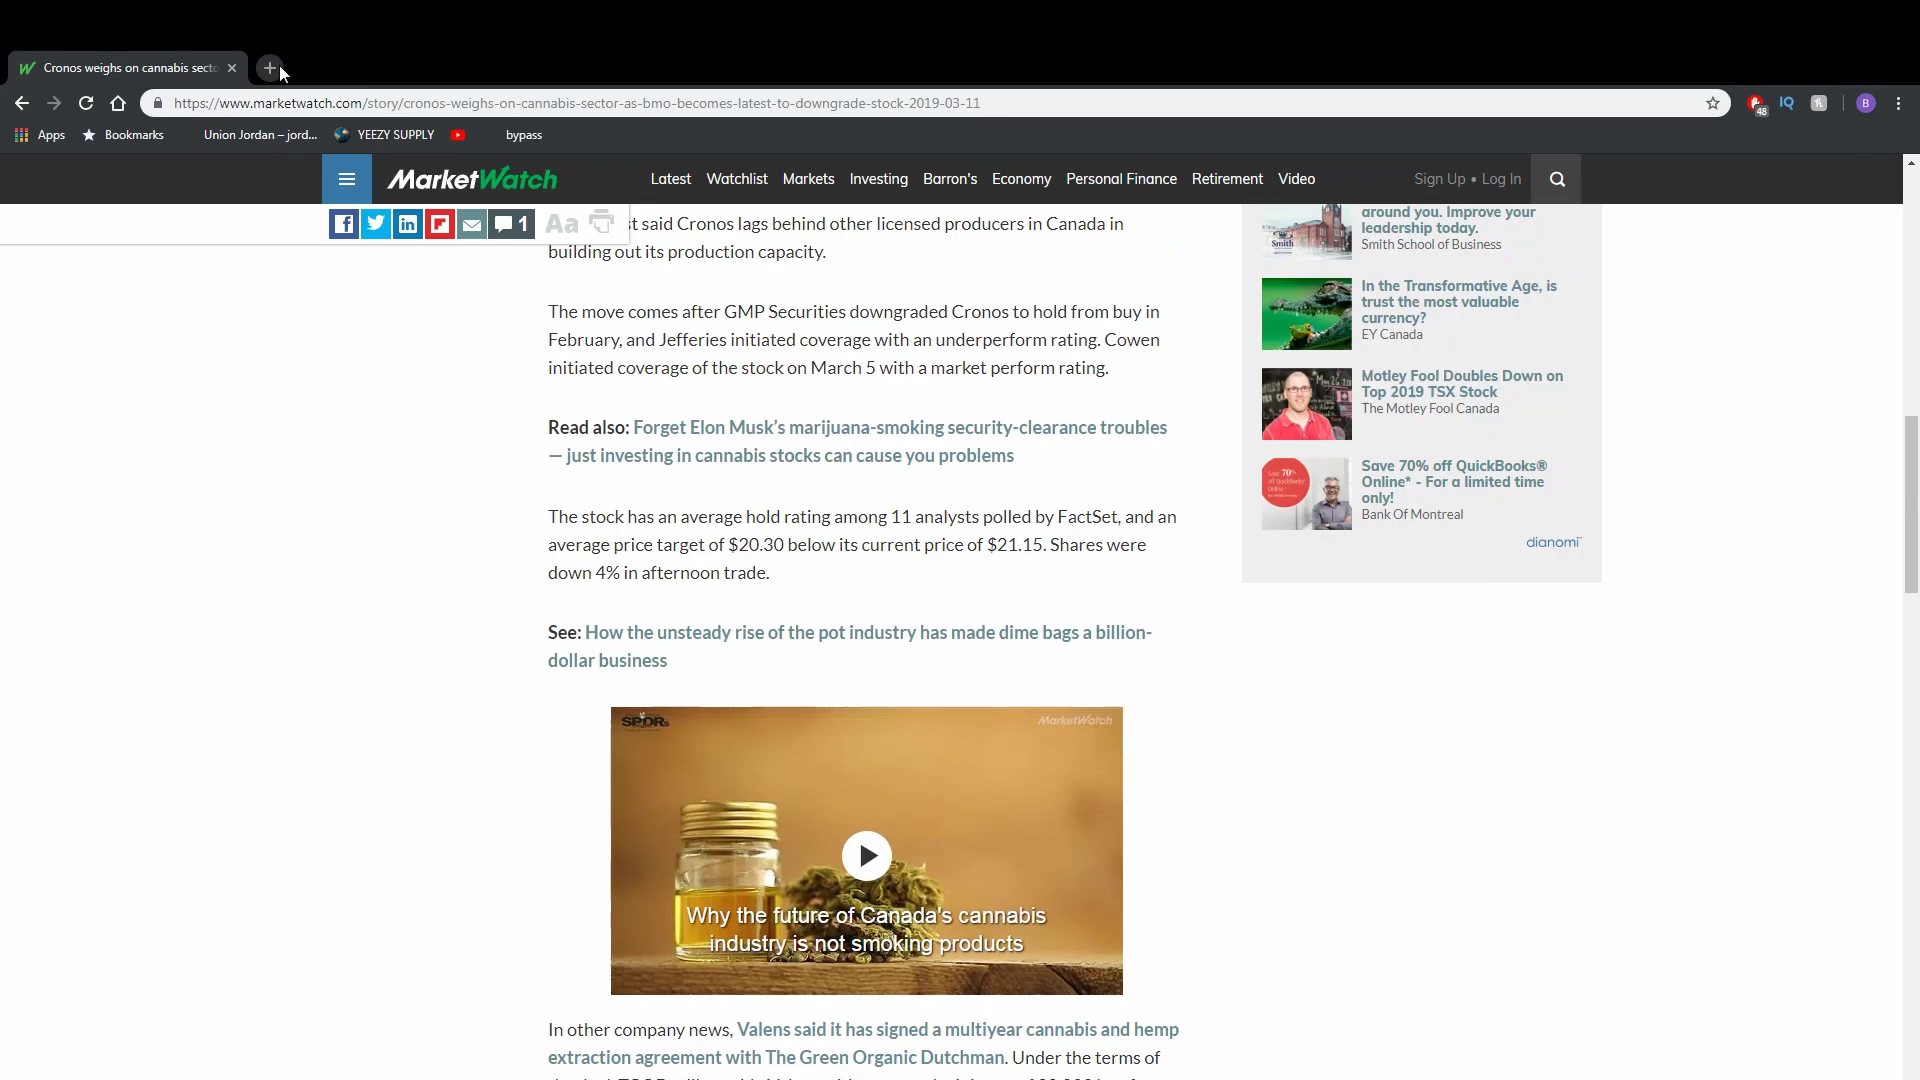 Cronos weighs on cannabis secto
https://www.marketwatch.com/story/cronos-weighs-on-cannabis-sector-as-bmo-becomes-latest-to-downgrade-stock-2019-03-11
48
IQ
B
Apps
Bookmarks
Union Jordan – jord...
YEEZY SUPPLY
bypass
MarketWatch
Latest
Watchlist
Markets
Investing
Barron's
Economy
Personal Finance
Retirement
Video
Sign Up • Log In
1
Aa
st said Cronos lags behind other licensed producers in Canada in
building out its production capacity.
The move comes after GMP Securities downgraded Cronos to hold from buy in
February, and Jefferies initiated coverage with an underperform rating. Cowen
initiated coverage of the stock on March 5 with a market perform rating.
Read also: Forget Elon Musk’s marijuana-smoking security-clearance troubles
— just investing in cannabis stocks can cause you problems
The stock has an average hold rating among 11 analysts polled by FactSet, and an
average price target of $20.30 below its current price of $21.15. Shares were
down 4% in afternoon trade.
See: How the unsteady rise of the pot industry has made dime bags a billion-
dollar business
SPDRs
MarketWatch
Why the future of Canada's cannabis
industry is not smoking products
In other company news, Valens said it has signed a multiyear cannabis and hemp
extraction agreement with The Green Organic Dutchman. Under the terms of
around you. Improve your
leadership today.
Smith School of Business
Smith
In the Transformative Age, is
trust the most valuable
currency?
EY Canada
Motley Fool Doubles Down on
Top 2019 TSX Stock
The Motley Fool Canada
Save 70% off QuickBooks®
Online* - For a limited time
only!
Bank Of Montreal
dianomi